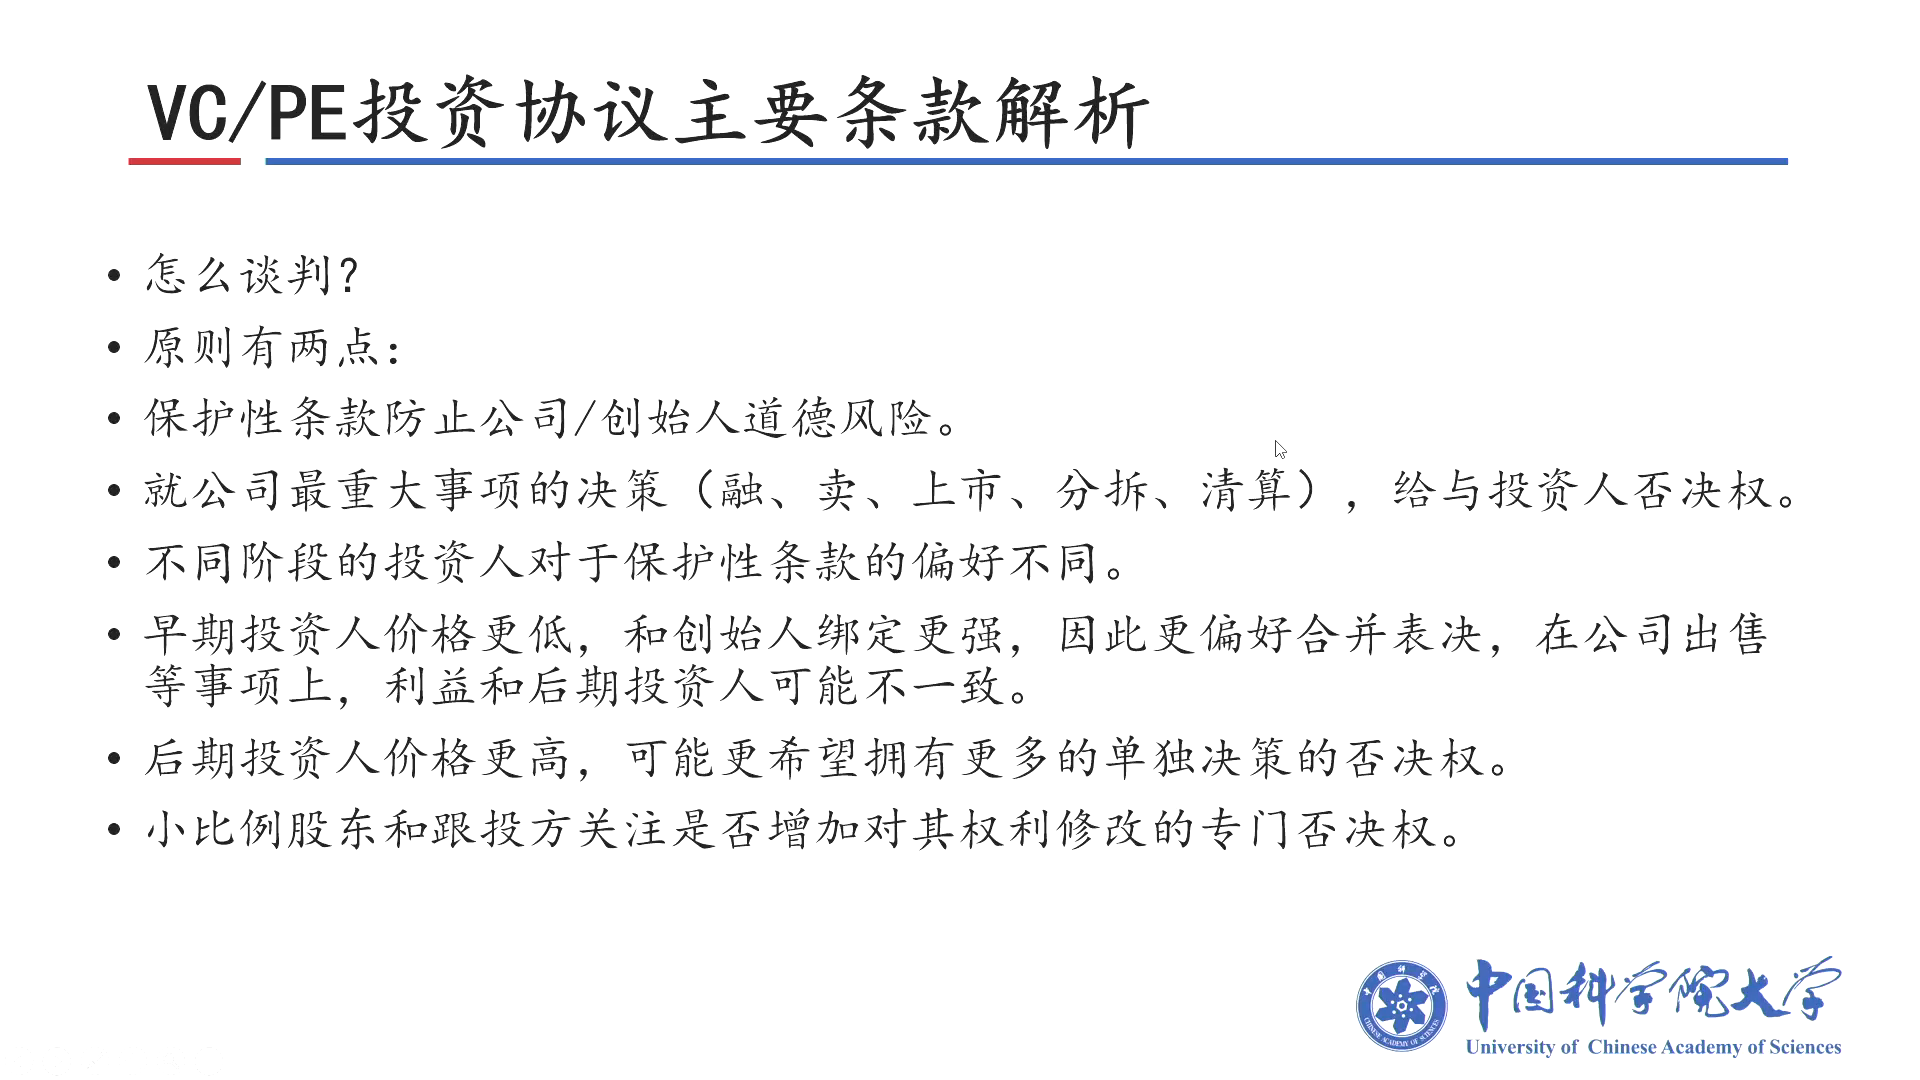 VC/PE投资协议主要条款解析
• 怎么谈判？
• 原则有两点：
• 保护性条款防止公司/创始人道德风险。
• 就公司最重大事项的决策（融、卖、上市、分拆、清算），给与投资人否决权。
• 不同阶段的投资人对于保护性条款的偏好不同。
• 早期投资人价格更低，和创始人绑定更强，因此更偏好合并表决，在公司出售
等事项上，利益和后期投资人可能不一致。
• 后期投资人价格更高，可能更希望拥有更多的单独决策的否决权。
• 小比例股东和跟投方关注是否增加对其权利修改的专门否决权。
中国科学院
CHINESE ACADEMY OF SCIENCES
中国科学院大学
University of Chinese Academy of Sciences